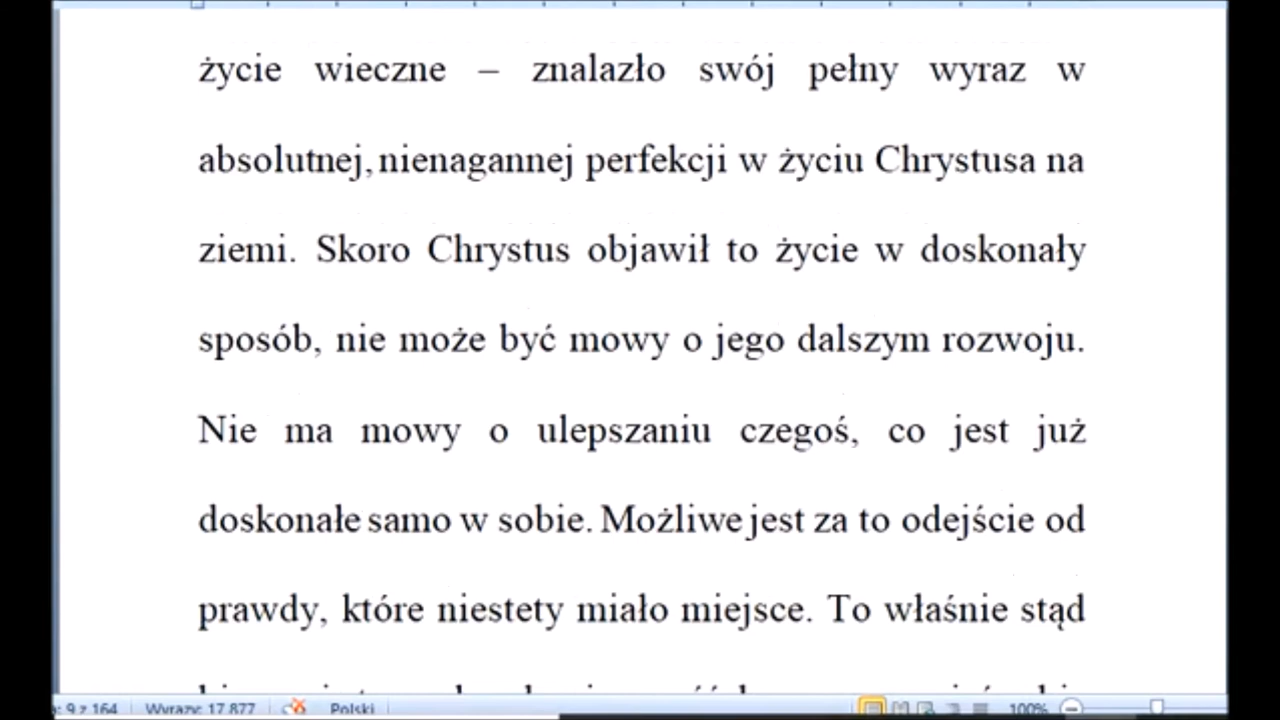 życie wieczne – znalazło swój pełny wyraz w
absolutnej, nienagannej perfekcji w życiu Chrystusa na
ziemi. Skoro Chrystus objawił to życie w doskonały
sposób, nie może być mowy o jego dalszym rozwoju.
Nie ma mowy o ulepszaniu czegoś, co jest już
doskonałe samo w sobie. Możliwe jest za to odejście od
prawdy, które niestety miało miejsce. To właśnie stąd
9 z 164 Wyrazy: 17 877 Polski 100%